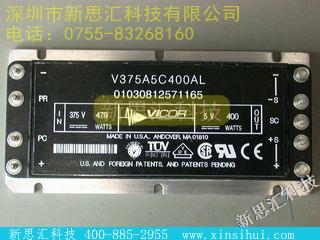 深圳市新思汇科技有限公司
电话：0755-83268160
V375A5C400AL
01030812571165
PR
PC
IN
375 V
479
WATTS
VICOR
5 V
400
WATTS
OUT
S
SC
S
MADE IN U.S.A., ANDOVER, MA 01810
TÜV
U.S. AND FOREIGN PATENTS, AND PATENTS PENDING
新思汇科技 400-885-2955 www.xinsihui.com
新思汇科技